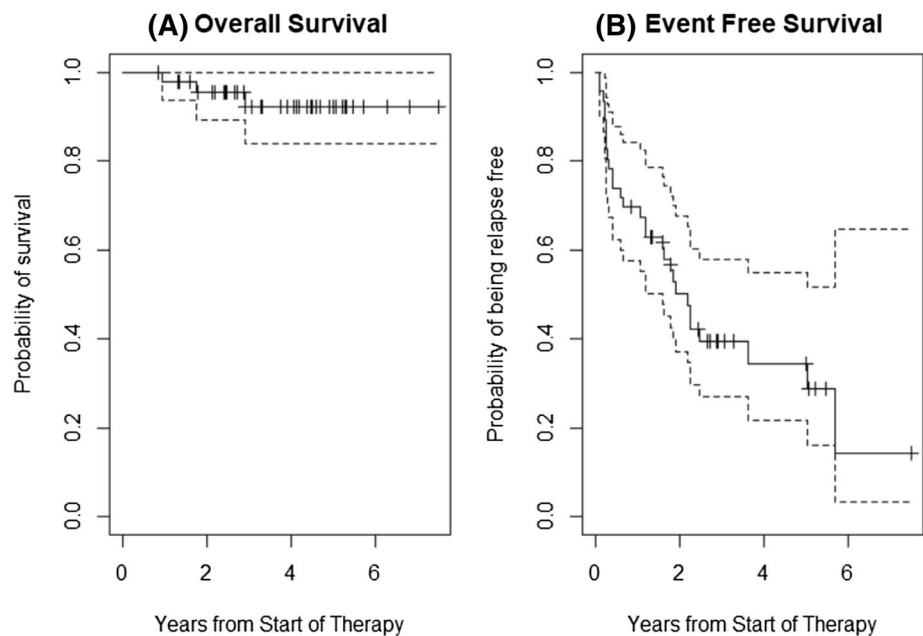 (A) Overall Survival
Probability of survival
1.0
0.8
0.6
0.4
0.2
0.0
0 2 4 6
Years from Start of Therapy
(B) Event Free Survival
Probability of being relapse free
1.0
0.8
0.6
0.4
0.2
0.0
0 2 4 6
Years from Start of Therapy